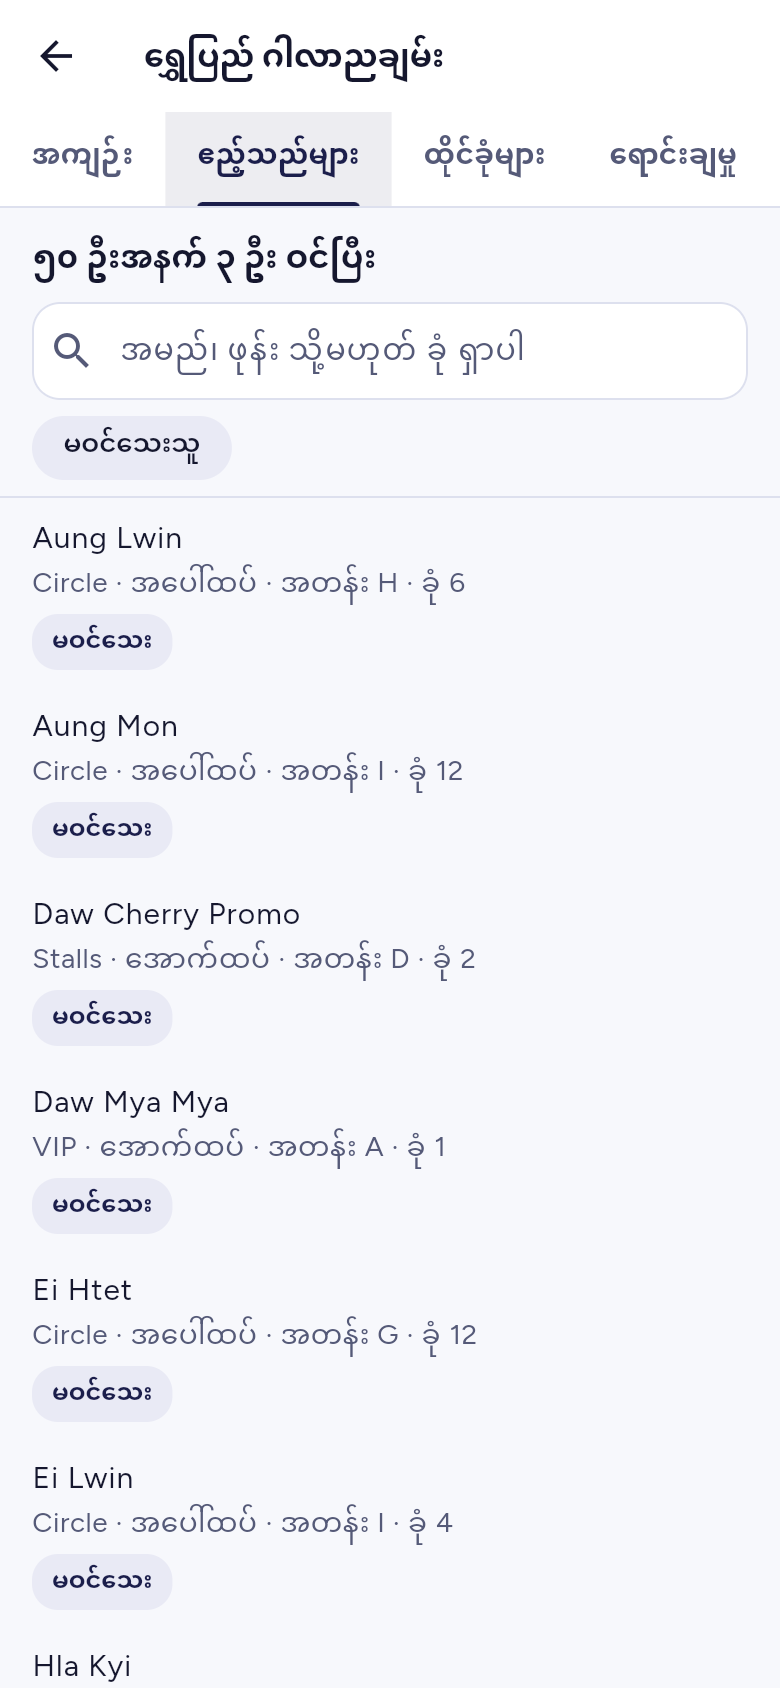 ရွှေပြည် ဂါလာညချမ်း
အကျဉ်း ဧည့်သည်များ ထိုင်ခုံများ ရောင်းချမှု
၅၀ ဦးအနက် ၃ ဦး ဝင်ပြီး
အမည်၊ ဖုန်း သို့မဟုတ် ခုံ ရှာပါ
မဝင်သေးသူ
Aung Lwin
Circle · အပေါ်ထပ် · အတန်း H · ခုံ 6
မဝင်သေး
Aung Mon
Circle · အပေါ်ထပ် · အတန်း I · ခုံ 12
မဝင်သေး
Daw Cherry Promo
Stalls · အောက်ထပ် · အတန်း D · ခုံ 2
မဝင်သေး
Daw Mya Mya
VIP · အောက်ထပ် · အတန်း A · ခုံ 1
မဝင်သေး
Ei Htet
Circle · အပေါ်ထပ် · အတန်း G · ခုံ 12
မဝင်သေး
Ei Lwin
Circle · အပေါ်ထပ် · အတန်း I · ခုံ 4
မဝင်သေး
Hla Kyi